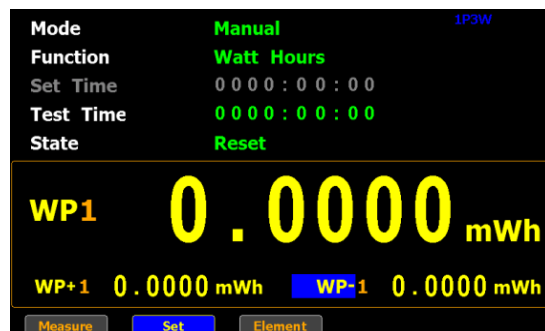 1P3W
Mode Manual
Function Watt Hours
Set Time 0000:00:00
Test Time 0000:00:00
State Reset
WP1 0.0000 mWh
WP+1 0.0000 mWh WP-1 0.0000 mWh
Measure Set Element